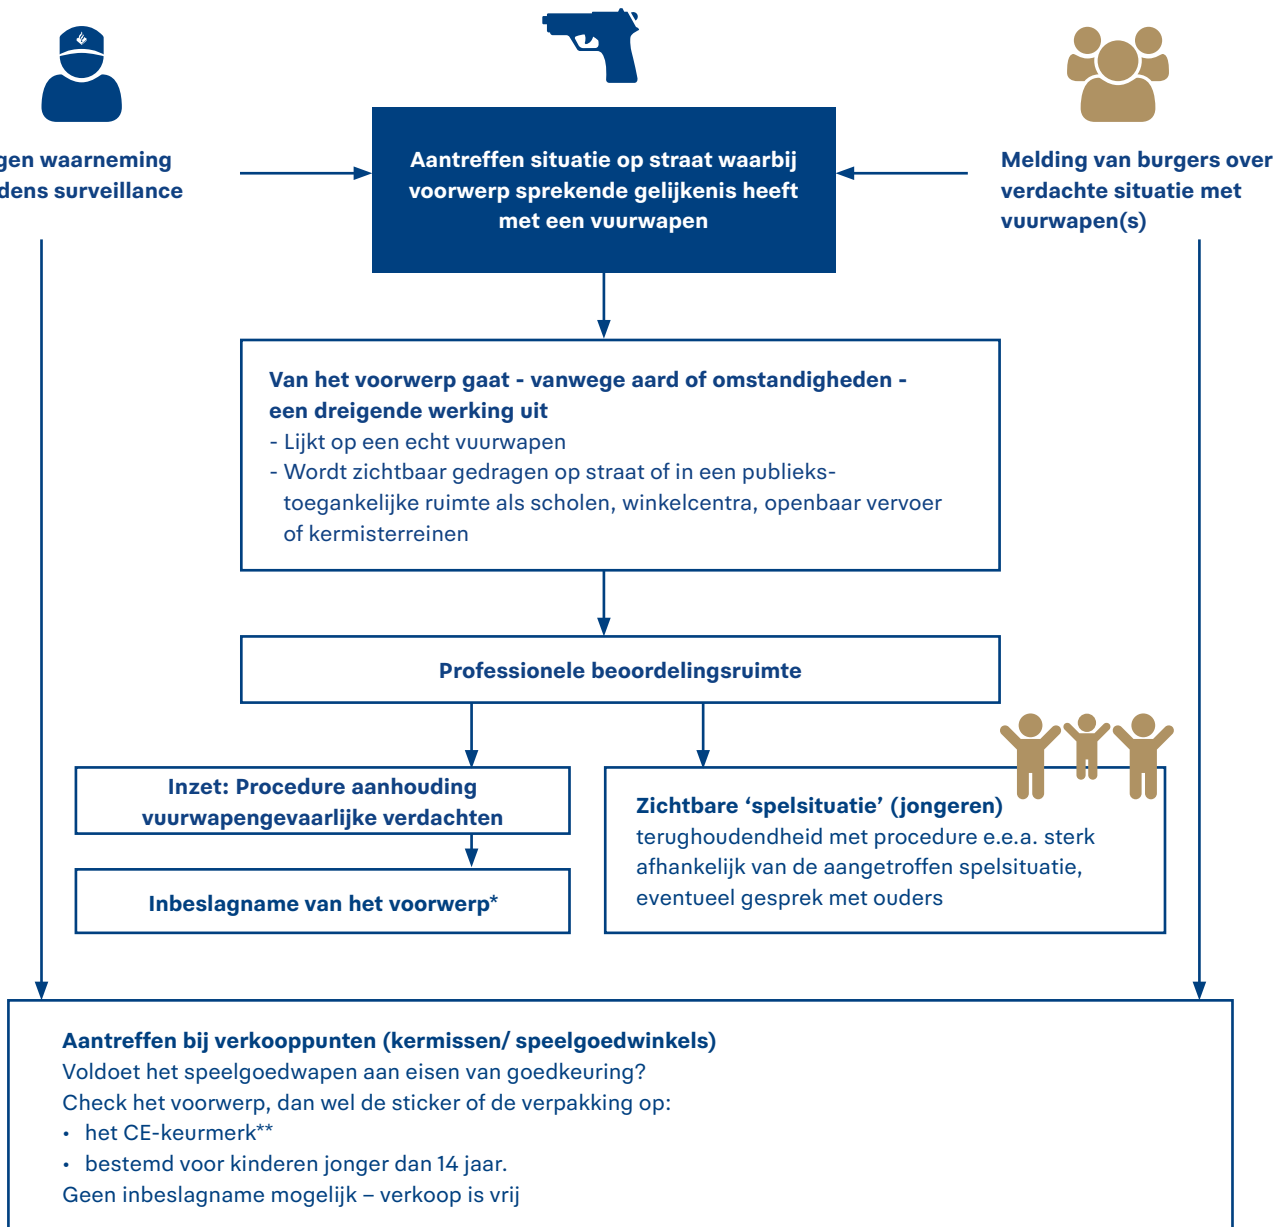 gen waarneming
dens surveillance
Aantreffen situatie op straat waarbij
voorwerp sprekende gelijkenis heeft
met een vuurwapen
Melding van burgers over
verdachte situatie met
vuurwapen(s)
Van het voorwerp gaat - vanwege aard of omstandigheden -
een dreigende werking uit
- Lijkt op een echt vuurwapen
- Wordt zichtbaar gedragen op straat of in een publieks-
toegankelijke ruimte als scholen, winkelcentra, openbaar vervoer
of kermisterreinen
Professionele beoordelingsruimte
Inzet: Procedure aanhouding
vuurwapengevaarlijke verdachten
Inbeslagname van het voorwerp*
Zichtbare ‘spelsituatie’ (jongeren)
terughoudendheid met procedure e.e.a. sterk
afhankelijk van de aangetroffen spelsituatie,
eventueel gesprek met ouders
Aantreffen bij verkooppunten (kermissen/ speelgoedwinkels)
Voldoet het speelgoedwapen aan eisen van goedkeuring?
Check het voorwerp, dan wel de sticker of de verpakking op:
• het CE-keurmerk**
• bestemd voor kinderen jonger dan 14 jaar.
Geen inbeslagname mogelijk – verkoop is vrij